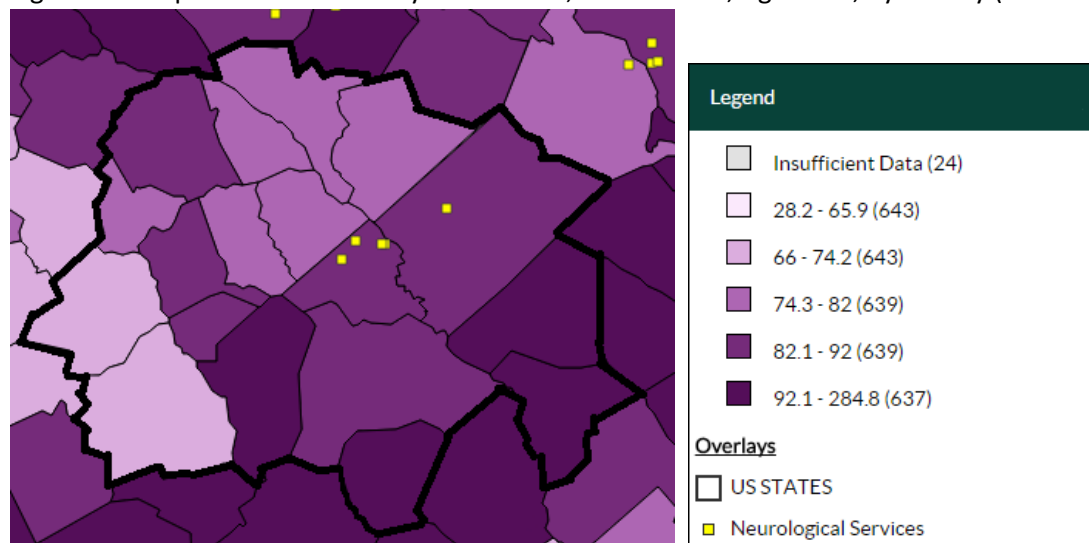 Legend
Insufficient Data (24)
28.2 - 65.9 (643)
66 - 74.2 (643)
74.3 - 82 (639)
82.1 - 92 (639)
92.1 - 284.8 (637)
Overlays
US STATES
Neurological Services